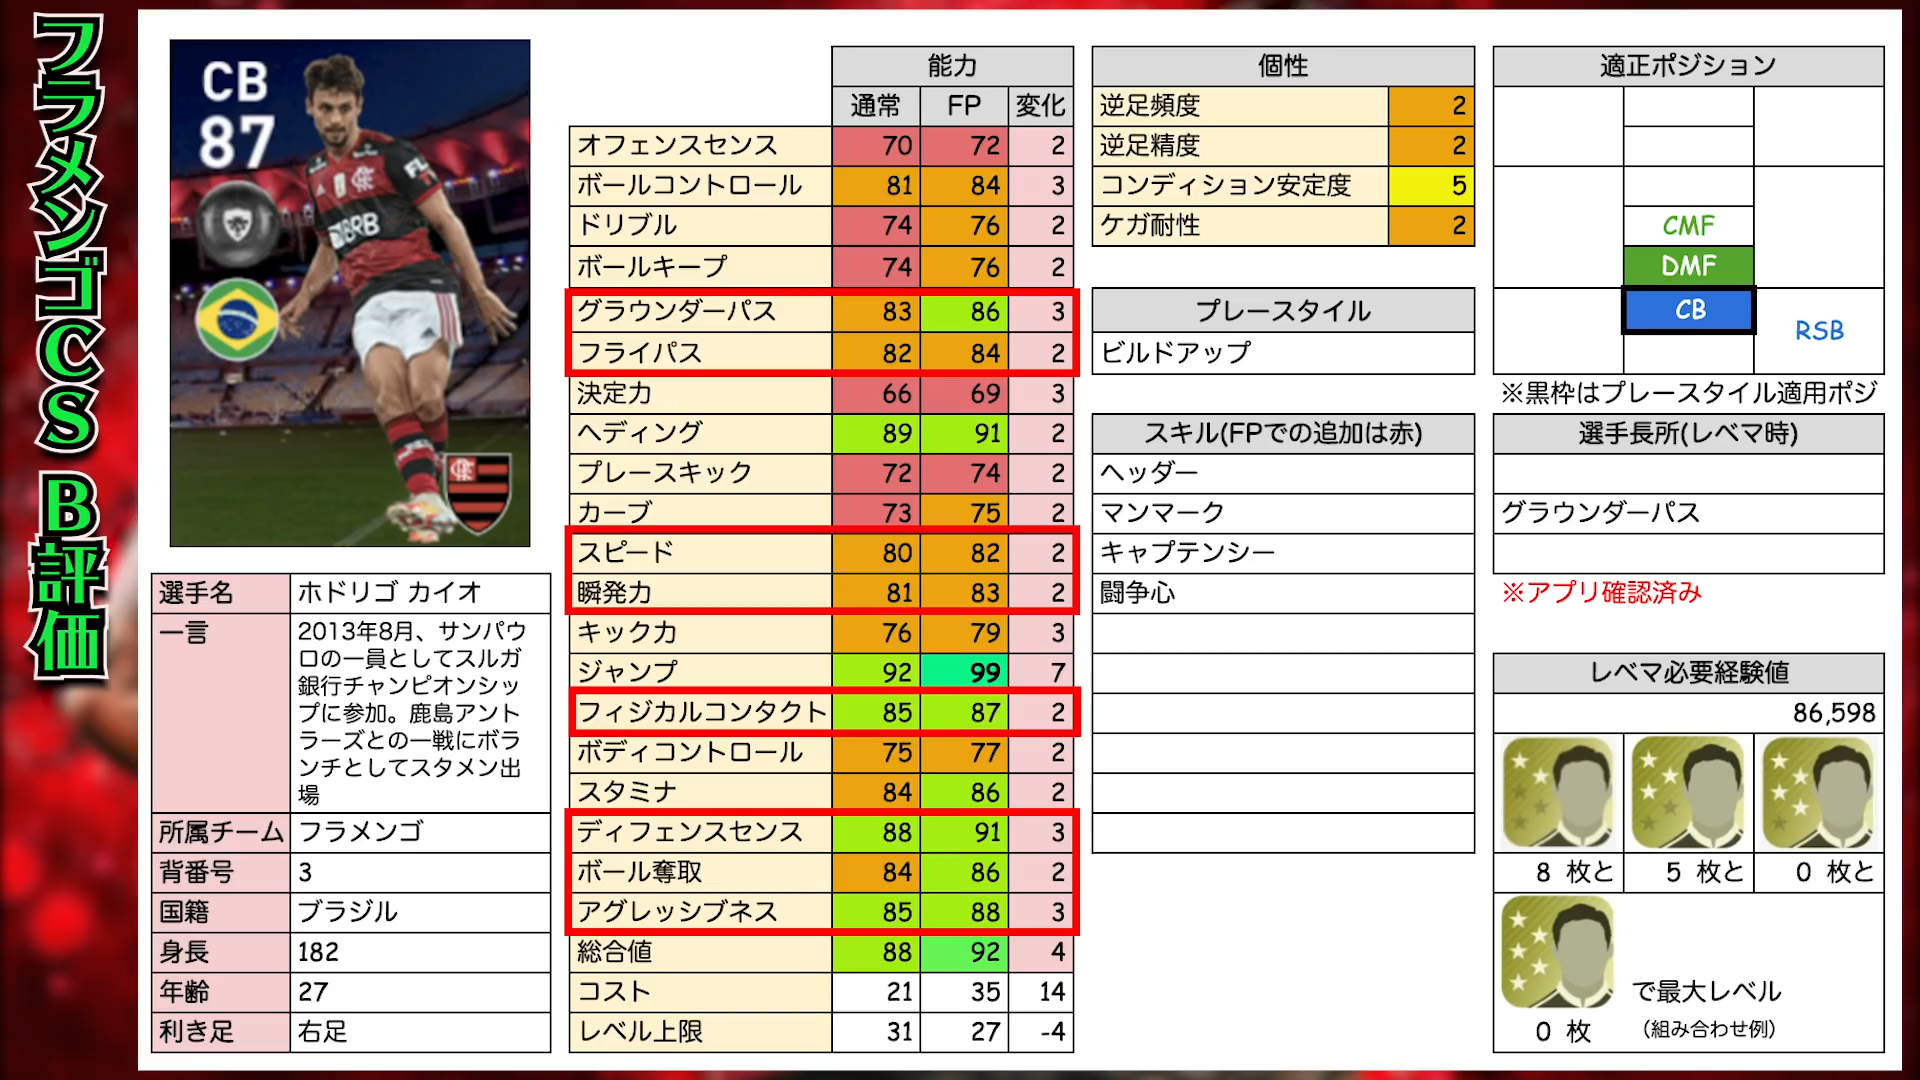 フラメンゴCS B評価
CB
87
BRB
選手名 ホドリゴ カイオ
一言 2013年8月、サンパウ
ロの一員としてスルガ
銀行チャンピオンシッ
プに参加。鹿島アント
ラーズとの一戦にボラ
ンチとしてスタメン出
場
所属チーム フラメンゴ
背番号 3
国籍 ブラジル
身長 182
年齢 27
利き足 右足
能力
通常 FP 変化
オフェンスセンス 70 72 2
ボールコントロール 81 84 3
ドリブル 74 76 2
ボールキープ 74 76 2
グラウンダーパス 83 86 3
フライパス 82 84 2
決定力 66 69 3
ヘディング 89 91 2
プレースキック 72 74 2
カーブ 73 75 2
スピード 80 82 2
瞬発力 81 83 2
キック力 76 79 3
ジャンプ 92 99 7
フィジカルコンタクト 85 87 2
ボディコントロール 75 77 2
スタミナ 84 86 2
ディフェンスセンス 88 91 3
ボール奪取 84 86 2
アグレッシブネス 85 88 3
総合値 88 92 4
コスト 21 35 14
レベル上限 31 27 -4
個性
逆足頻度 2
逆足精度 2
コンディション安定度 5
ケガ耐性 2
プレースタイル
ビルドアップ
スキル(FPでの追加は赤)
ヘッダー
マンマーク
キャプテンシー
闘争心
適正ポジション
CMF
DMF
CB
RSB
※黒枠はプレースタイル適用ポジ
選手長所(レベマ時)
グラウンダーパス
※アプリ確認済み
レベマ必要経験値
86,598
8 枚と 5 枚と 0 枚と
で最大レベル
0 枚 (組み合わせ例)